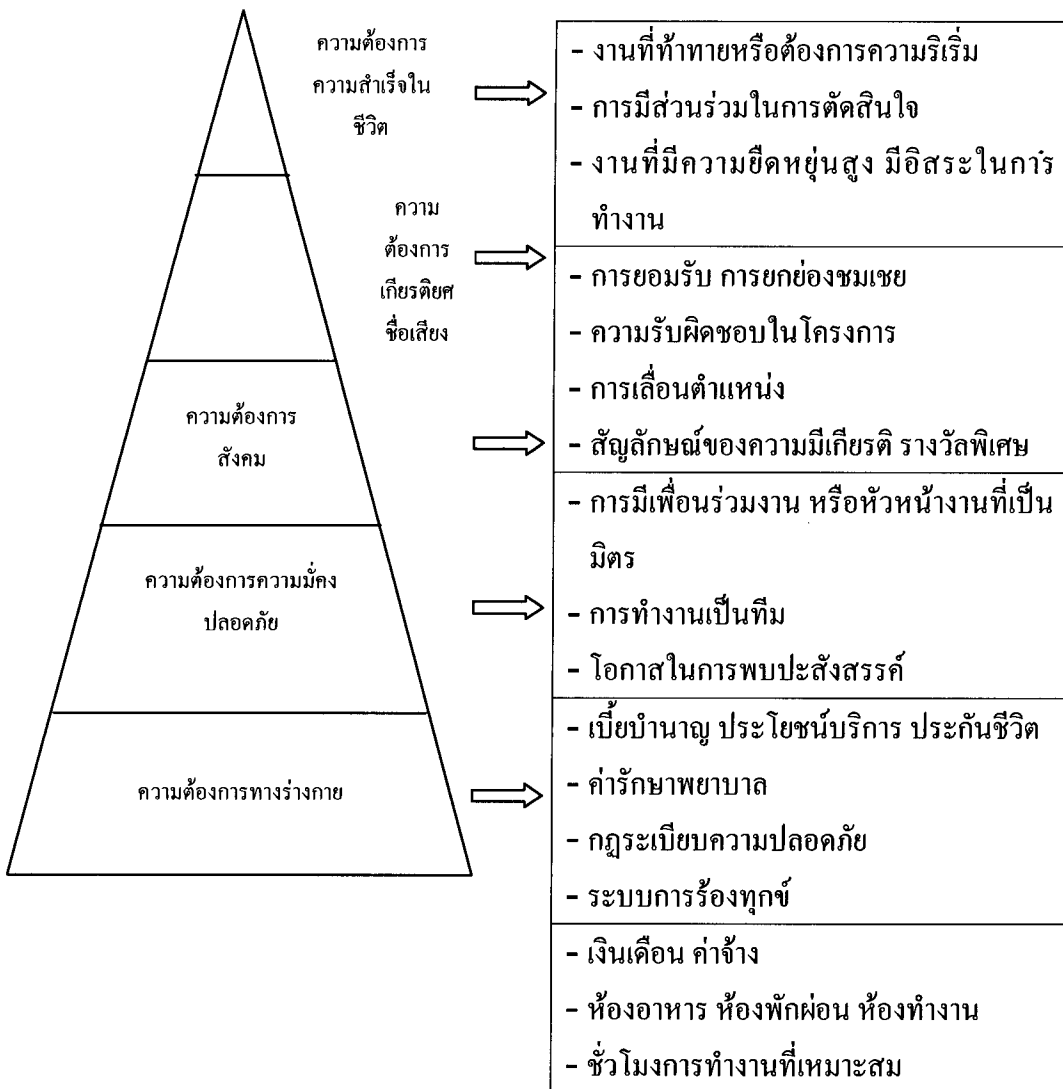 ความต้องการ
ความสำเร็จใน
ชีวิต
ความ
ต้องการ
เกียรติยศ
ชื่อเสียง
ความต้องการ
สังคม
ความต้องการความมั่คง
ปลอดภัย
ความต้องการทางร่างกาย
- งานที่ท้าทายหรือต้องการความริเริ่ม
- การมีส่วนร่วมในการตัดสินใจ
- งานที่มีความยืดหยุ่นสูง มีอิสระในการ
ทำงาน
- การยอมรับ การยกย่องชมเชย
- ความรับผิดชอบในโครงการ
- การเลื่อนตำแหน่ง
- สัญลักษณ์ของความมีเกียรติ รางวัลพิเศษ
- การมีเพื่อนร่วมงาน หรือหัวหน้างานที่เป็น
มิตร
- การทำงานเป็นทีม
- โอกาสในการพบปะสังสรรค์
- เบี้ยบำนาญ ประโยชน์บริการ ประกันชีวิต
- ค่ารักษาพยาบาล
- กฎระเบียบความปลอดภัย
- ระบบการร้องทุกข์
- เงินเดือน ค่าจ้าง
- ห้องอาหาร ห้องพักผ่อน ห้องทำงาน
- ชั่วโมงการทำงานที่เหมาะสม